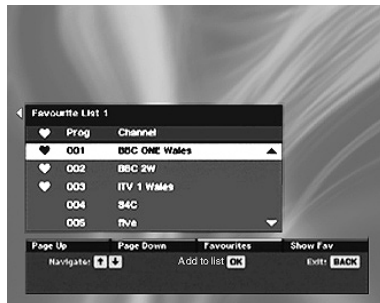 Favourite List 1
Prog Channel
001 BBC ONE Wales
002 BBC 2W
003 ITV 1 Wales
004 S4C
005 five
Page Up Page Down Favourites Show Fav
Navigate: Add to list OK Exit: BACK